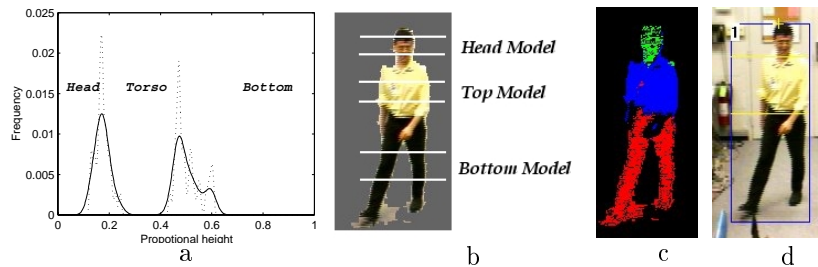 0.025
0.02
0.015
0.01
0.005
0
Frequency
Head Torso Bottom
0 0.2 0.4 0.6 0.8 1
Propotional height
a
Head Model
Top Model
Bottom Model
b
c
1
d